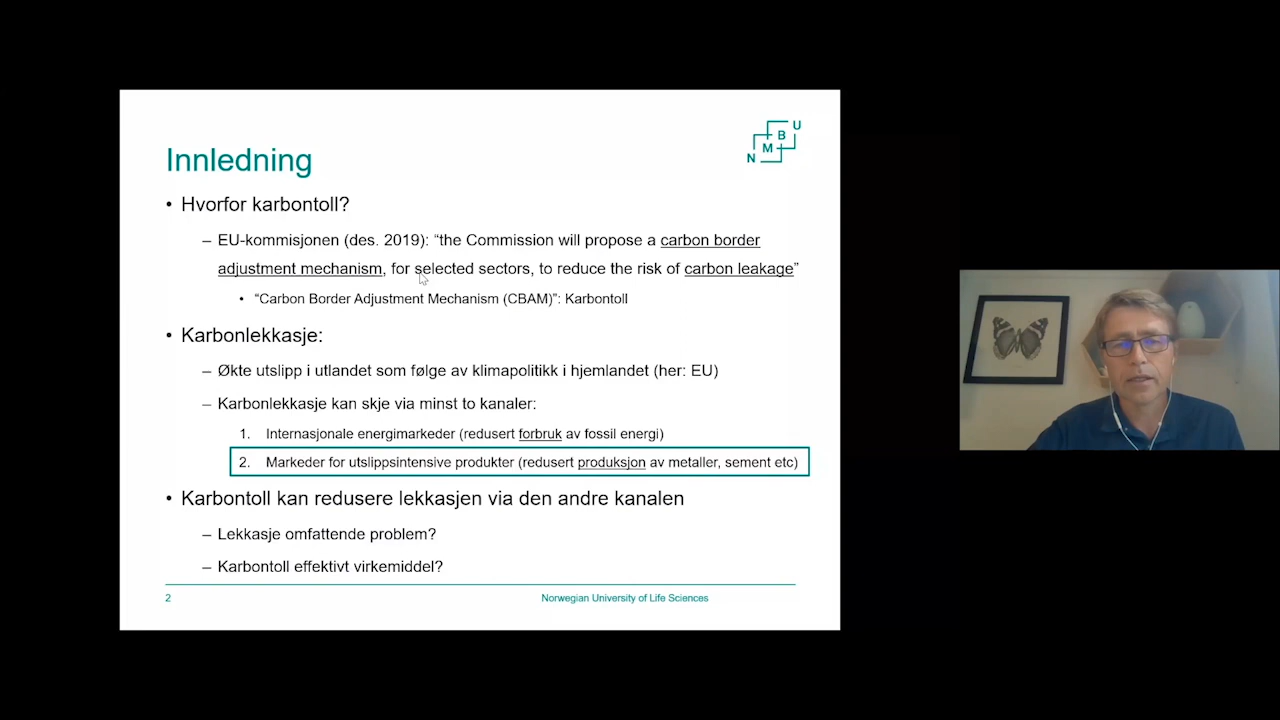 N M B U
Innledning
• Hvorfor karbontoll?
– EU-kommisjonen (des. 2019): “the Commission will propose a carbon border
adjustment mechanism, for selected sectors, to reduce the risk of carbon leakage”
• “Carbon Border Adjustment Mechanism (CBAM)”: Karbontoll
• Karbonlekkasje:
– Økte utslipp i utlandet som følge av klimapolitikk i hjemlandet (her: EU)
– Karbonlekkasje kan skje via minst to kanaler:
1. Internasjonale energimarkeder (redusert forbruk av fossil energi)
2. Markeder for utslippsintensive produkter (redusert produksjon av metaller, sement etc)
• Karbontoll kan redusere lekkasjen via den andre kanalen
– Lekkasje omfattende problem?
– Karbontoll effektivt virkemiddel?
2
Norwegian University of Life Sciences